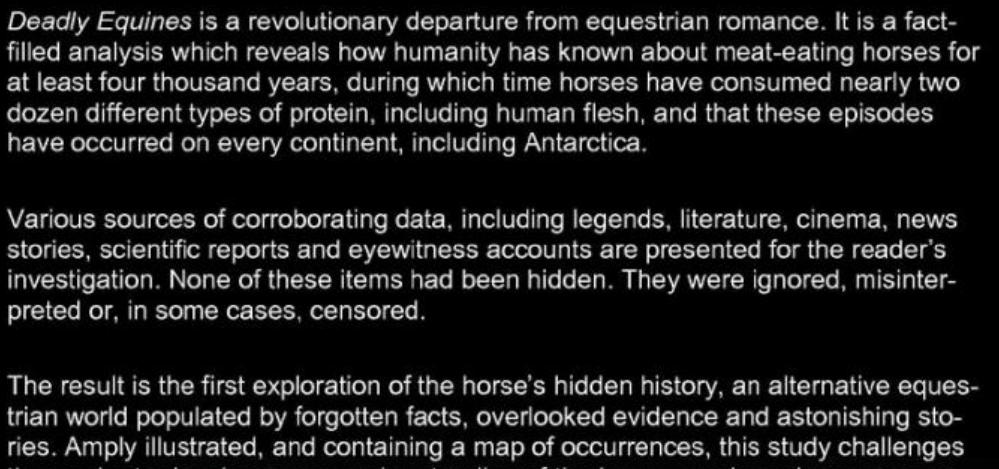 Deadly Equines is a revolutionary departure from equestrian romance. It is a fact-
filled analysis which reveals how humanity has known about meat-eating horses for
at least four thousand years, during which time horses have consumed nearly two
dozen different types of protein, including human flesh, and that these episodes
have occurred on every continent, including Antarctica.
Various sources of corroborating data, including legends, literature, cinema, news
stories, scientific reports and eyewitness accounts are presented for the reader's
investigation. None of these items had been hidden. They were ignored, misinter-
preted or, in some cases, censored.
The result is the first exploration of the horse's hidden history, an alternative eques-
trian world populated by forgotten facts, overlooked evidence and astonishing sto-
ries. Amply illustrated, and containing a map of occurrences, this study challenges